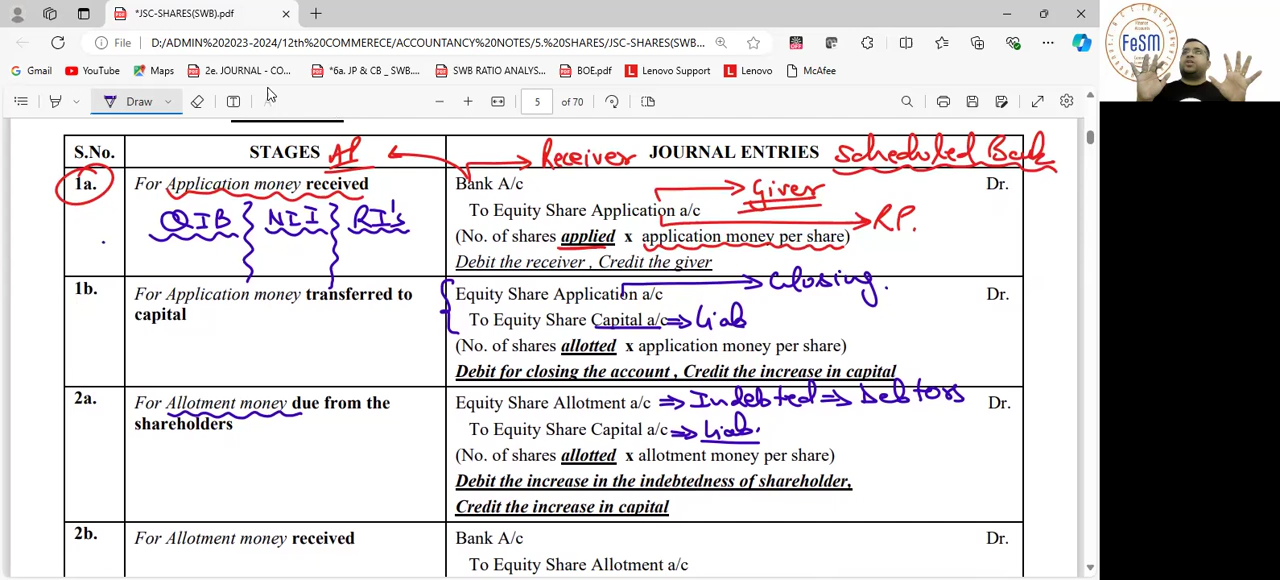 *JSC-SHARES(SWB).pdf
File
D:/ADMIN%202023-2024/12th%20COMMERECE/ACCOUNTANCY%20NOTES/5.%20SHARES/JSC-SHARES(SWB...
Gmail YouTube Maps 2e. JOURNAL - CO... *6a. JP & CB _ SWB.... SWB RATIO ANALYS... BOE.pdf Lenovo Support Lenovo McAfee
Draw 5 of 70
FeSM
S.No. STAGES AP Receiver JOURNAL ENTRIES Scheduled Bank
1a. For Application money received Bank A/c Dr.
Giver
QIB NII RI's To Equity Share Application a/c
RP.
(No. of shares applied x application money per share)
Debit the receiver , Credit the giver
Closing.
1b. For Application money transferred to capital Equity Share Application a/c Dr.
To Equity Share Capital a/c ⇒ Liab
(No. of shares allotted x application money per share)
Debit for closing the account , Credit the increase in capital
2a. For Allotment money due from the shareholders Equity Share Allotment a/c ⇒ Indebted ⇒ Debtors Dr.
To Equity Share Capital a/c ⇒ Liab.
(No. of shares allotted x allotment money per share)
Debit the increase in the indebtedness of shareholder,
Credit the increase in capital
2b. For Allotment money received Bank A/c Dr.
To Equity Share Allotment a/c